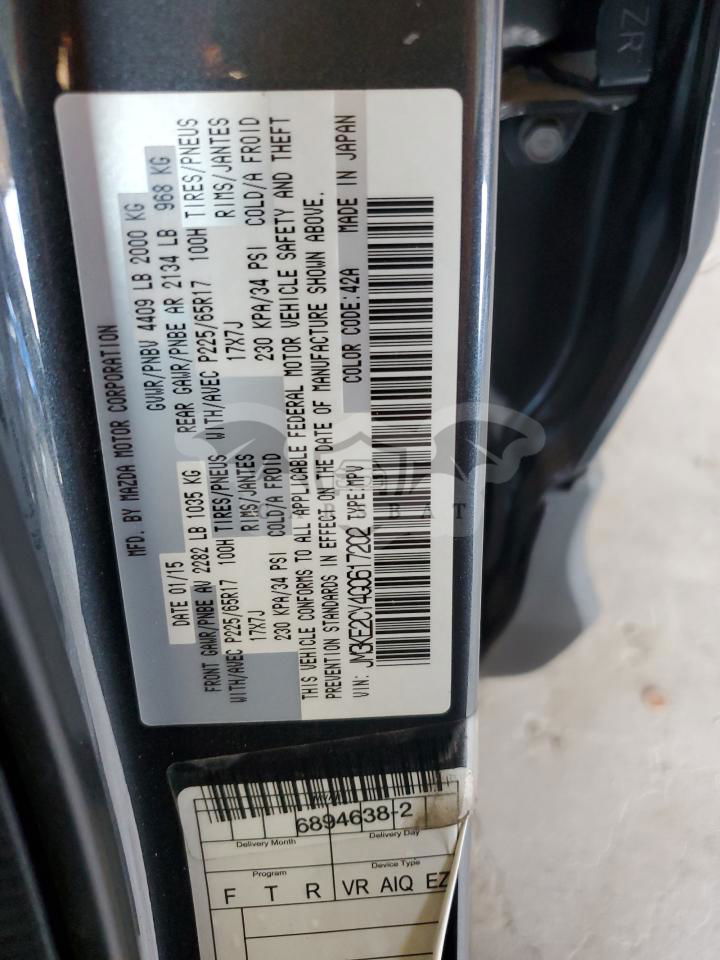 MFD. BY MAZDA MOTOR CORPORATION
DATE 01/15 GVWR/PNBV 4409 LB 2000 KG
FRONT GAWR/PNBE AV 2282 LB 1035 KG REAR GAWR/PNBE AR 2134 LB 968 KG
WITH/AVEC P225/65R17 100H TIRES/PNEUS WITH/AVEC P225/65R17 100H TIRES/PNEUS
17X7J RIMS/JANTES 17X7J RIMS/JANTES
230 KPA/34 PSI COLD/A FROID 230 KPA/34 PSI COLD/A FROID
THIS VEHICLE CONFORMS TO ALL APPLICABLE FEDERAL MOTOR VEHICLE SAFETY AND THEFT
PREVENTION STANDARDS IN EFFECT ON THE DATE OF MANUFACTURE SHOWN ABOVE.
VIN: JM3KE2CY4G0617202 TYPE:MPV COLOR CODE:42A MADE IN JAPAN
ZR
6894638-2
Delivery Month Delivery Day
Program Device Type
F T R VR AIQ EZ